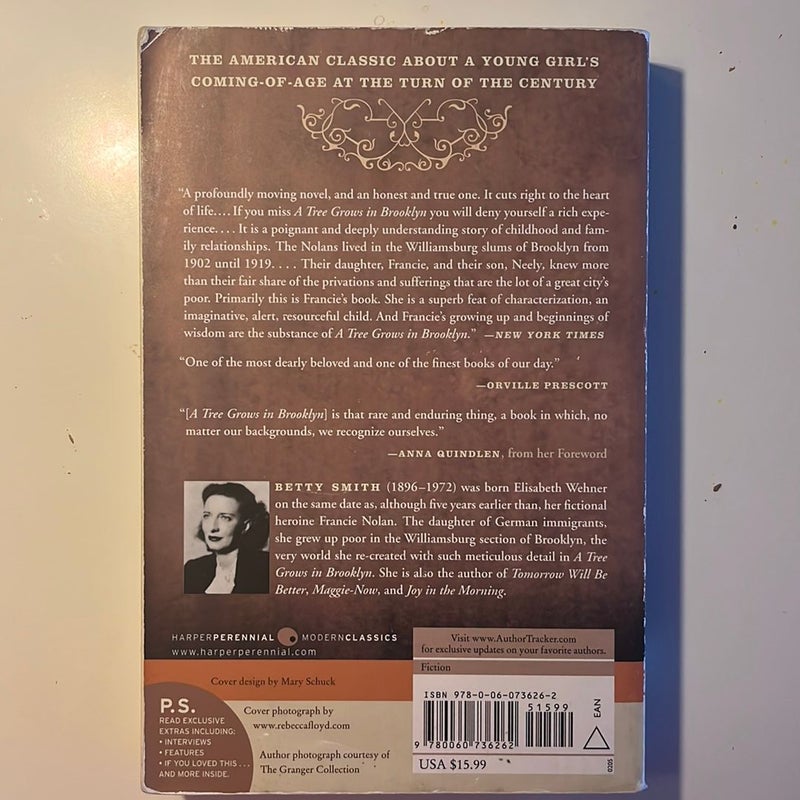 THE AMERICAN CLASSIC ABOUT A YOUNG GIRL'S
COMING-OF-AGE AT THE TURN OF THE CENTURY
"A profoundly moving novel, and an honest and true one. It cuts right to the heart
of life.... If you miss A Tree Grows in Brooklyn you will deny yourself a rich expe-
rience.... It is a poignant and deeply understanding story of childhood and fam-
ily relationships. The Nolans lived in the Williamsburg slums of Brooklyn from
1902 until 1919.... Their daughter, Francie, and their son, Neely, knew more
than their fair share of the privations and sufferings that are the lot of a great city's
poor. Primarily this is Francie's book. She is a superb feat of characterization, an
imaginative, alert, resourceful child. And Francie's growing up and beginnings of
wisdom are the substance of A Tree Grows in Brooklyn." —NEW YORK TIMES
"One of the most dearly beloved and one of the finest books of our day."
—ORVILLE PRESCOTT
"[A Tree Grows in Brooklyn] is that rare and enduring thing, a book in which, no
matter our backgrounds, we recognize ourselves."
—ANNA QUINDLEN, from her Foreword
BETTY SMITH (1896–1972) was born Elisabeth Wehner
on the same date as, although five years earlier than, her fictional
heroine Francie Nolan. The daughter of German immigrants,
she grew up poor in the Williamsburg section of Brooklyn, the
very world she re-created with such meticulous detail in A Tree
Grows in Brooklyn. She is also the author of Tomorrow Will Be
Better, Maggie-Now, and Joy in the Morning.
HARPERPERENNIAL MODERNCLASSICS
www.harperperennial.com
Visit www.AuthorTracker.com
for exclusive updates on your favorite authors.
Fiction
Cover design by Mary Schuck
Cover photograph by
www.rebeccafloyd.com
Author photograph courtesy of
The Granger Collection
P.S.
READ EXCLUSIVE
EXTRAS INCLUDING:
• INTERVIEWS
• FEATURES
• IF YOU LOVED THIS...
AND MORE INSIDE.
ISBN 978-0-06-073626-2
51599
EAN
9 780060 736262
USA $15.99
0205